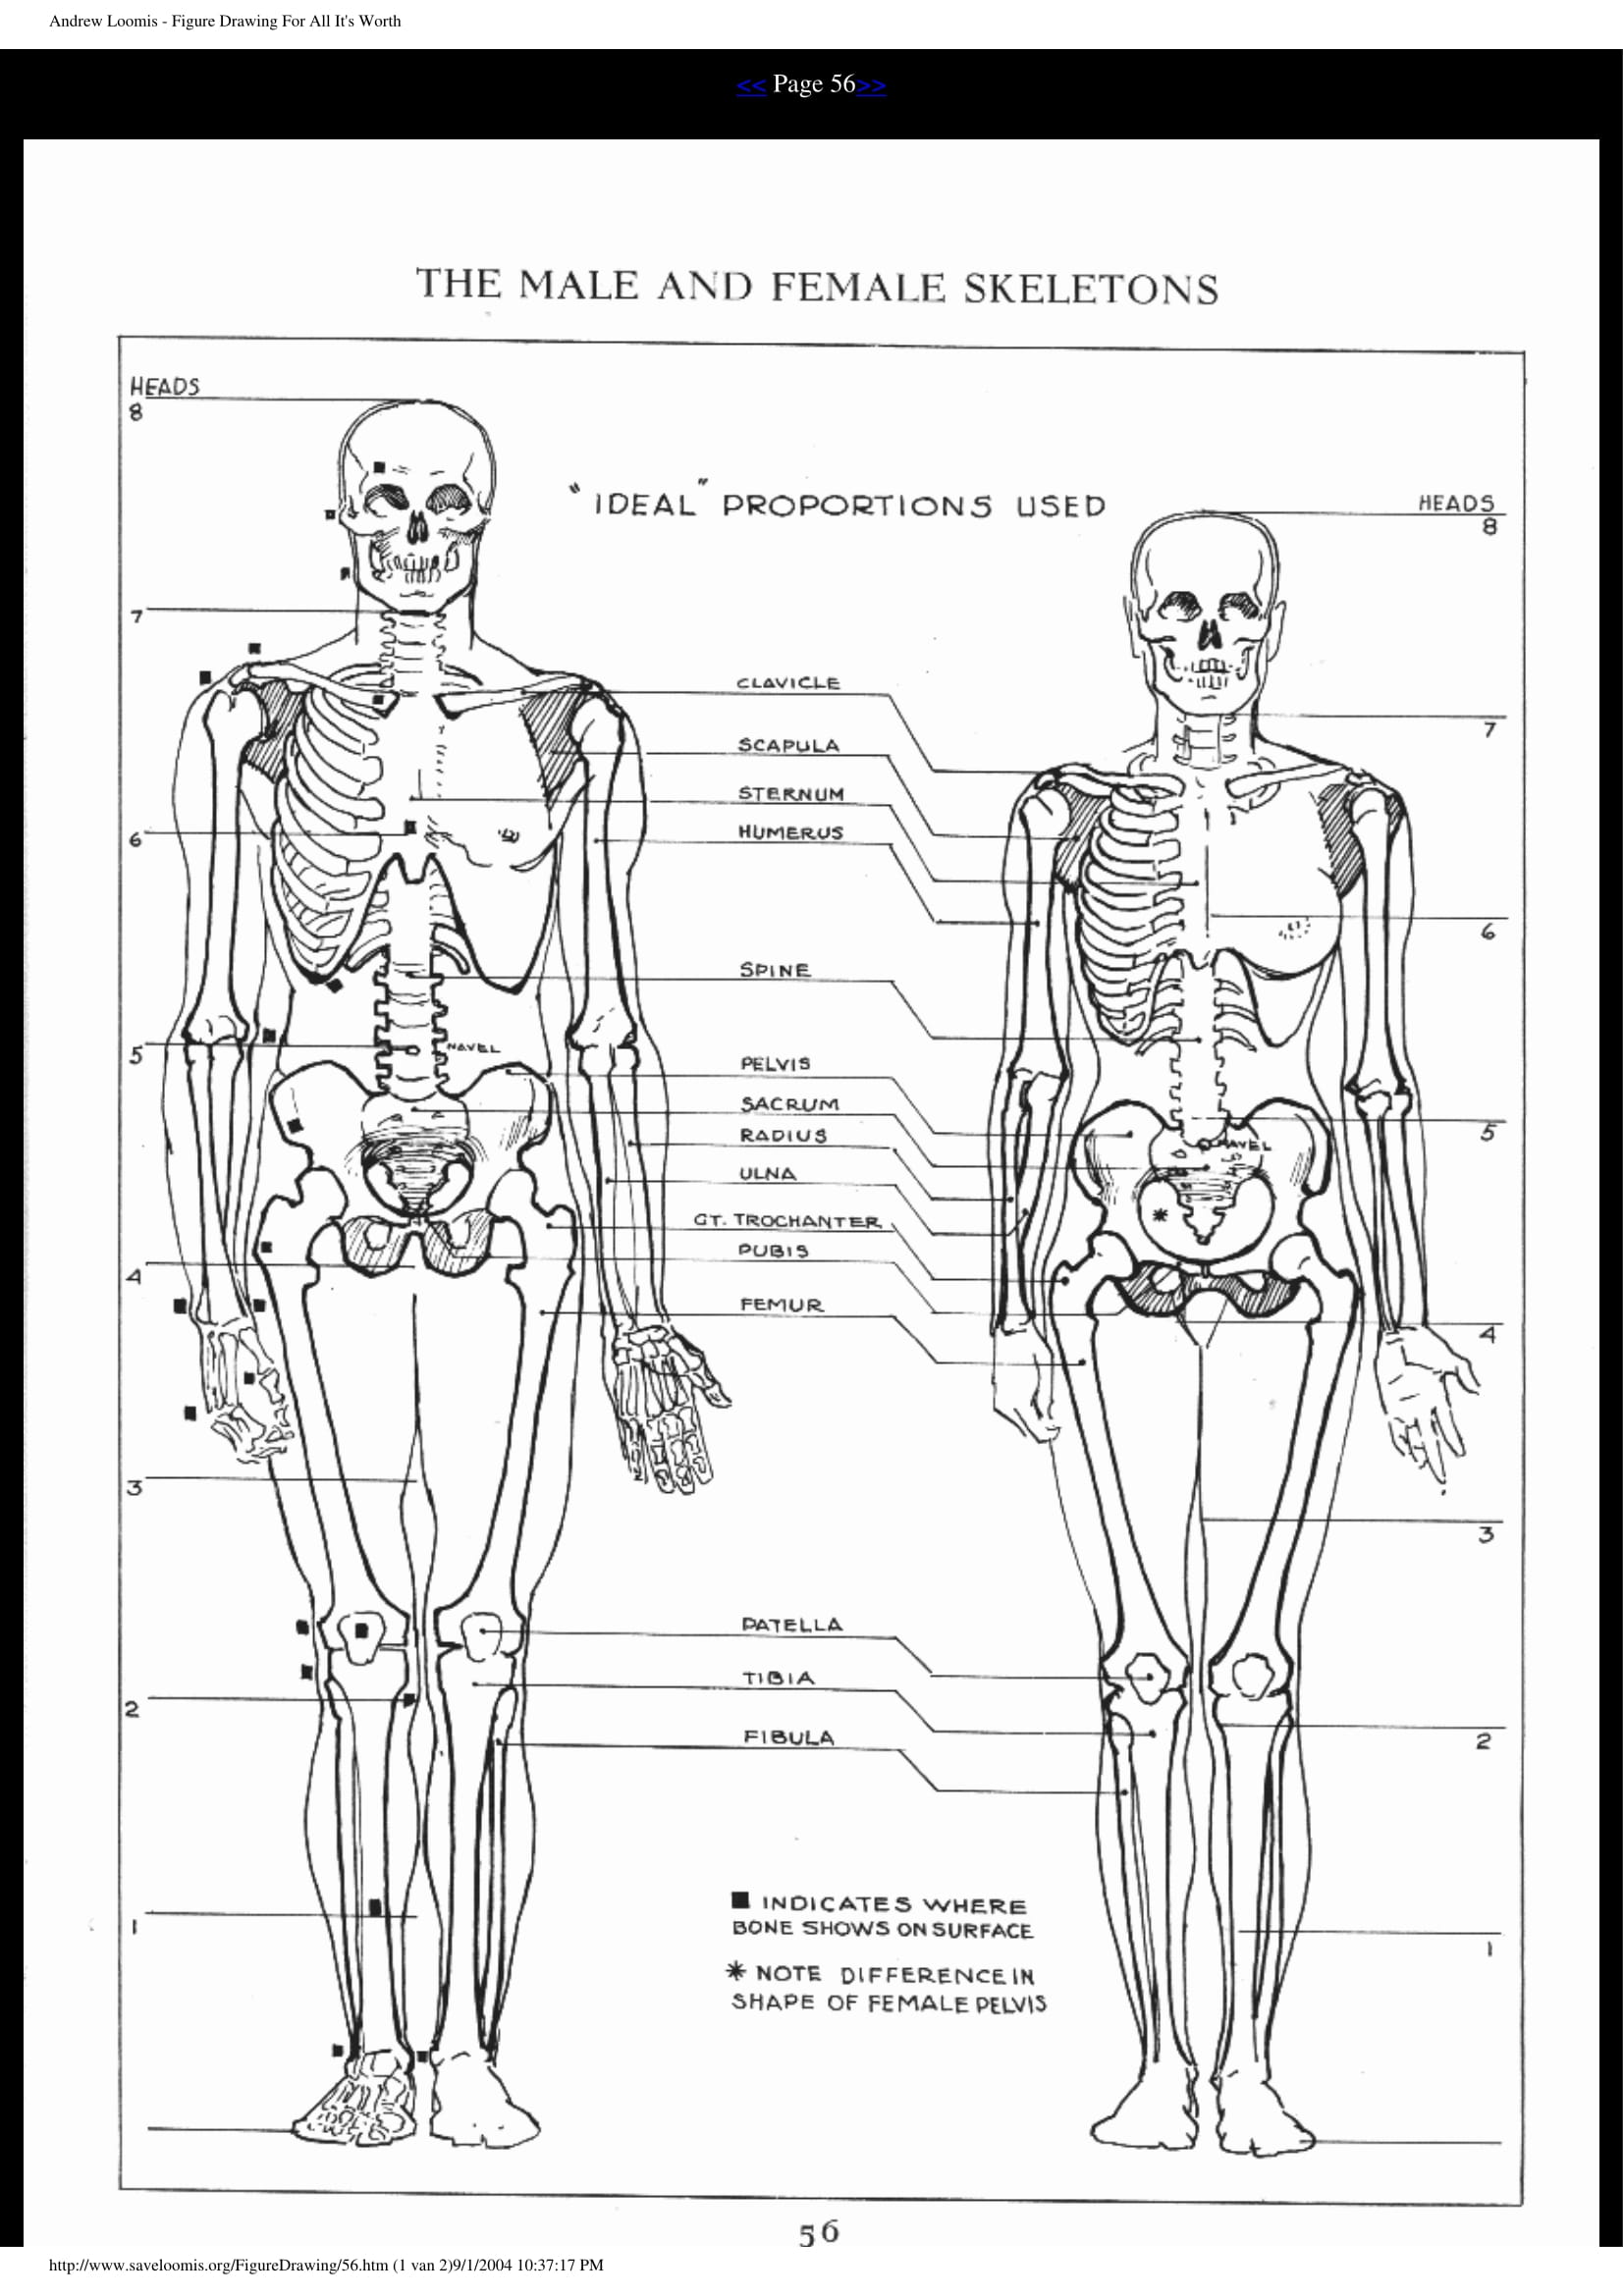 Andrew Loomis - Figure Drawing For All It's Worth
<< Page 56>>
THE MALE AND FEMALE SKELETONS
HEADS
8
"IDEAL" PROPORTIONS USED
HEADS
8
7
7
CLAVICLE
SCAPULA
STERNUM
HUMERUS
6
6
SPINE
5
NAVEL
PELVIS
SACRUM
RADIUS
5
NAVEL
ULNA
GT. TROCHANTER
PUBIS
4
FEMUR
4
3
3
PATELLA
TIBIA
2
FIBULA
2
■ INDICATES WHERE
BONE SHOWS ON SURFACE
1
1
* NOTE DIFFERENCE IN
SHAPE OF FEMALE PELVIS
56
http://www.saveloomis.org/FigureDrawing/56.htm (1 van 2)9/1/2004 10:37:17 PM